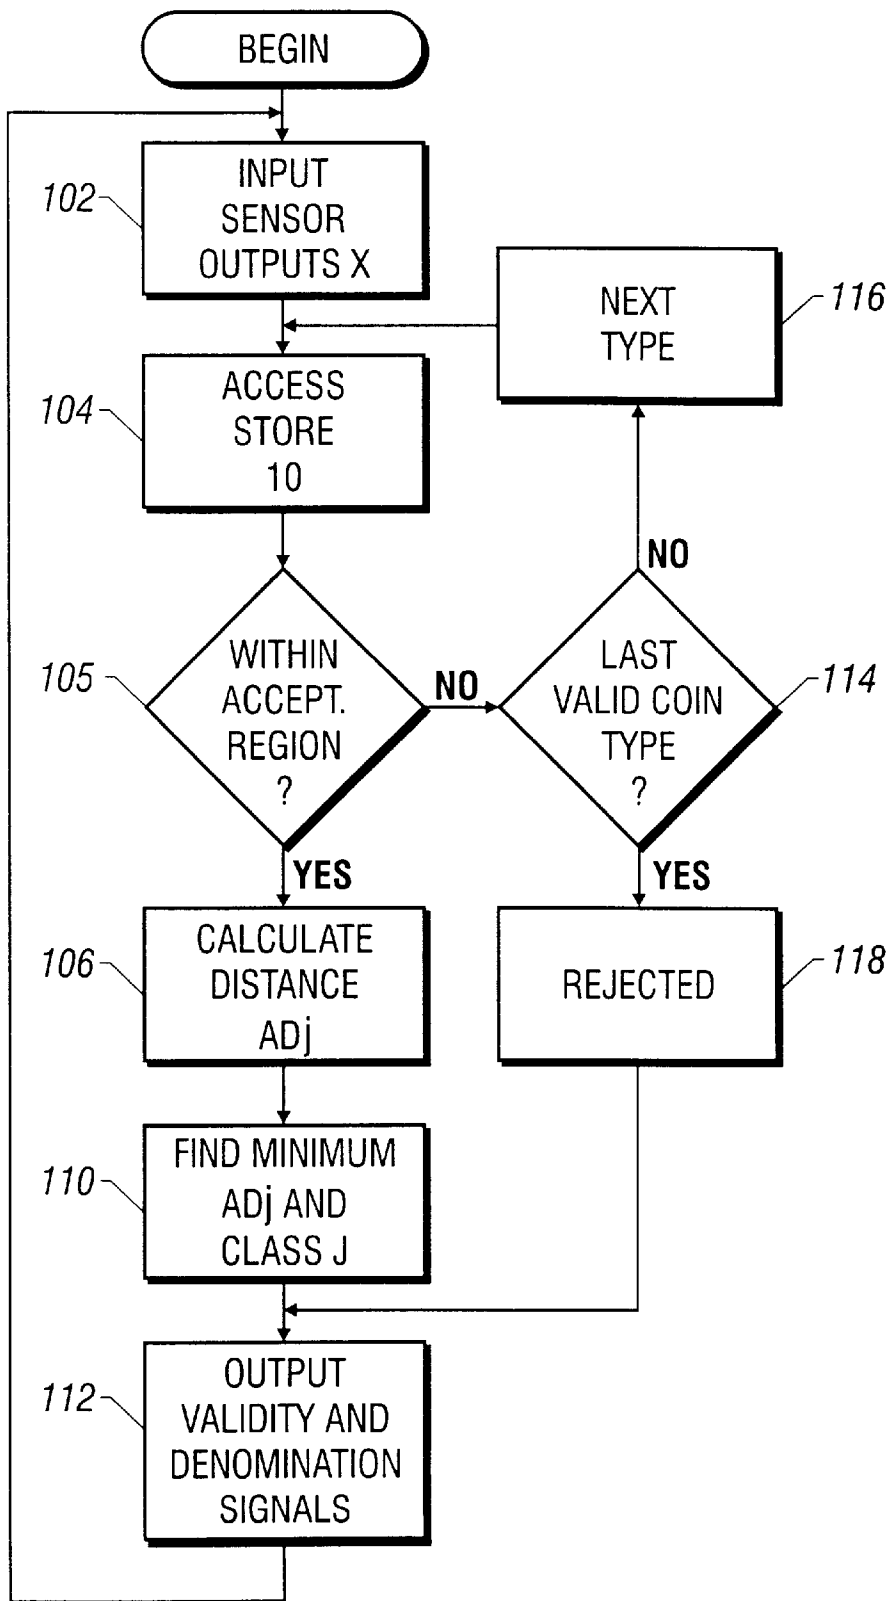 BEGIN
102
INPUT
SENSOR
OUTPUTS X
NEXT
TYPE
116
104
ACCESS
STORE
10
NO
105
WITHIN
ACCEPT.
REGION
?
NO
LAST
VALID COIN
TYPE
?
114
YES
YES
106
CALCULATE
DISTANCE
ADj
REJECTED
118
110
FIND MINIMUM
ADj AND
CLASS J
112
OUTPUT
VALIDITY AND
DENOMINATION
SIGNALS